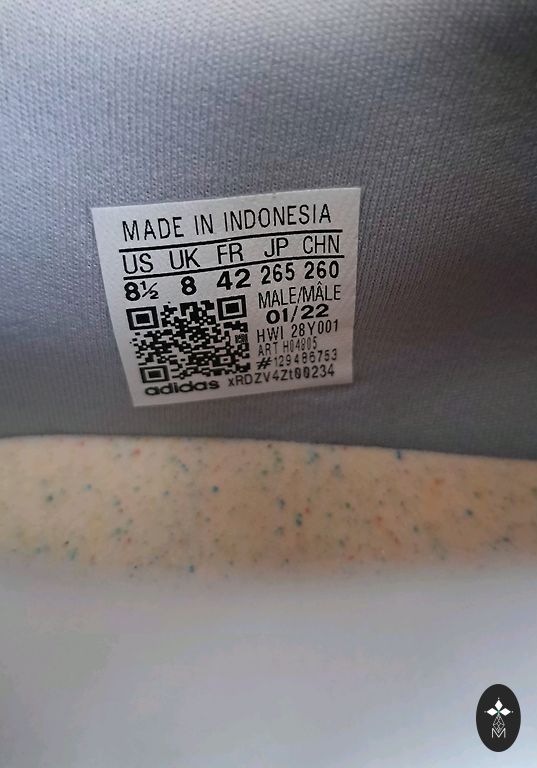 MADE IN INDONESIA
US UK FR JP CHN
8½ 8 42 265 260
MALE/MÂLE
01/22
HWI 28Y001
ART H04905
#129486753
adidas xRDZV4Zt00234
M